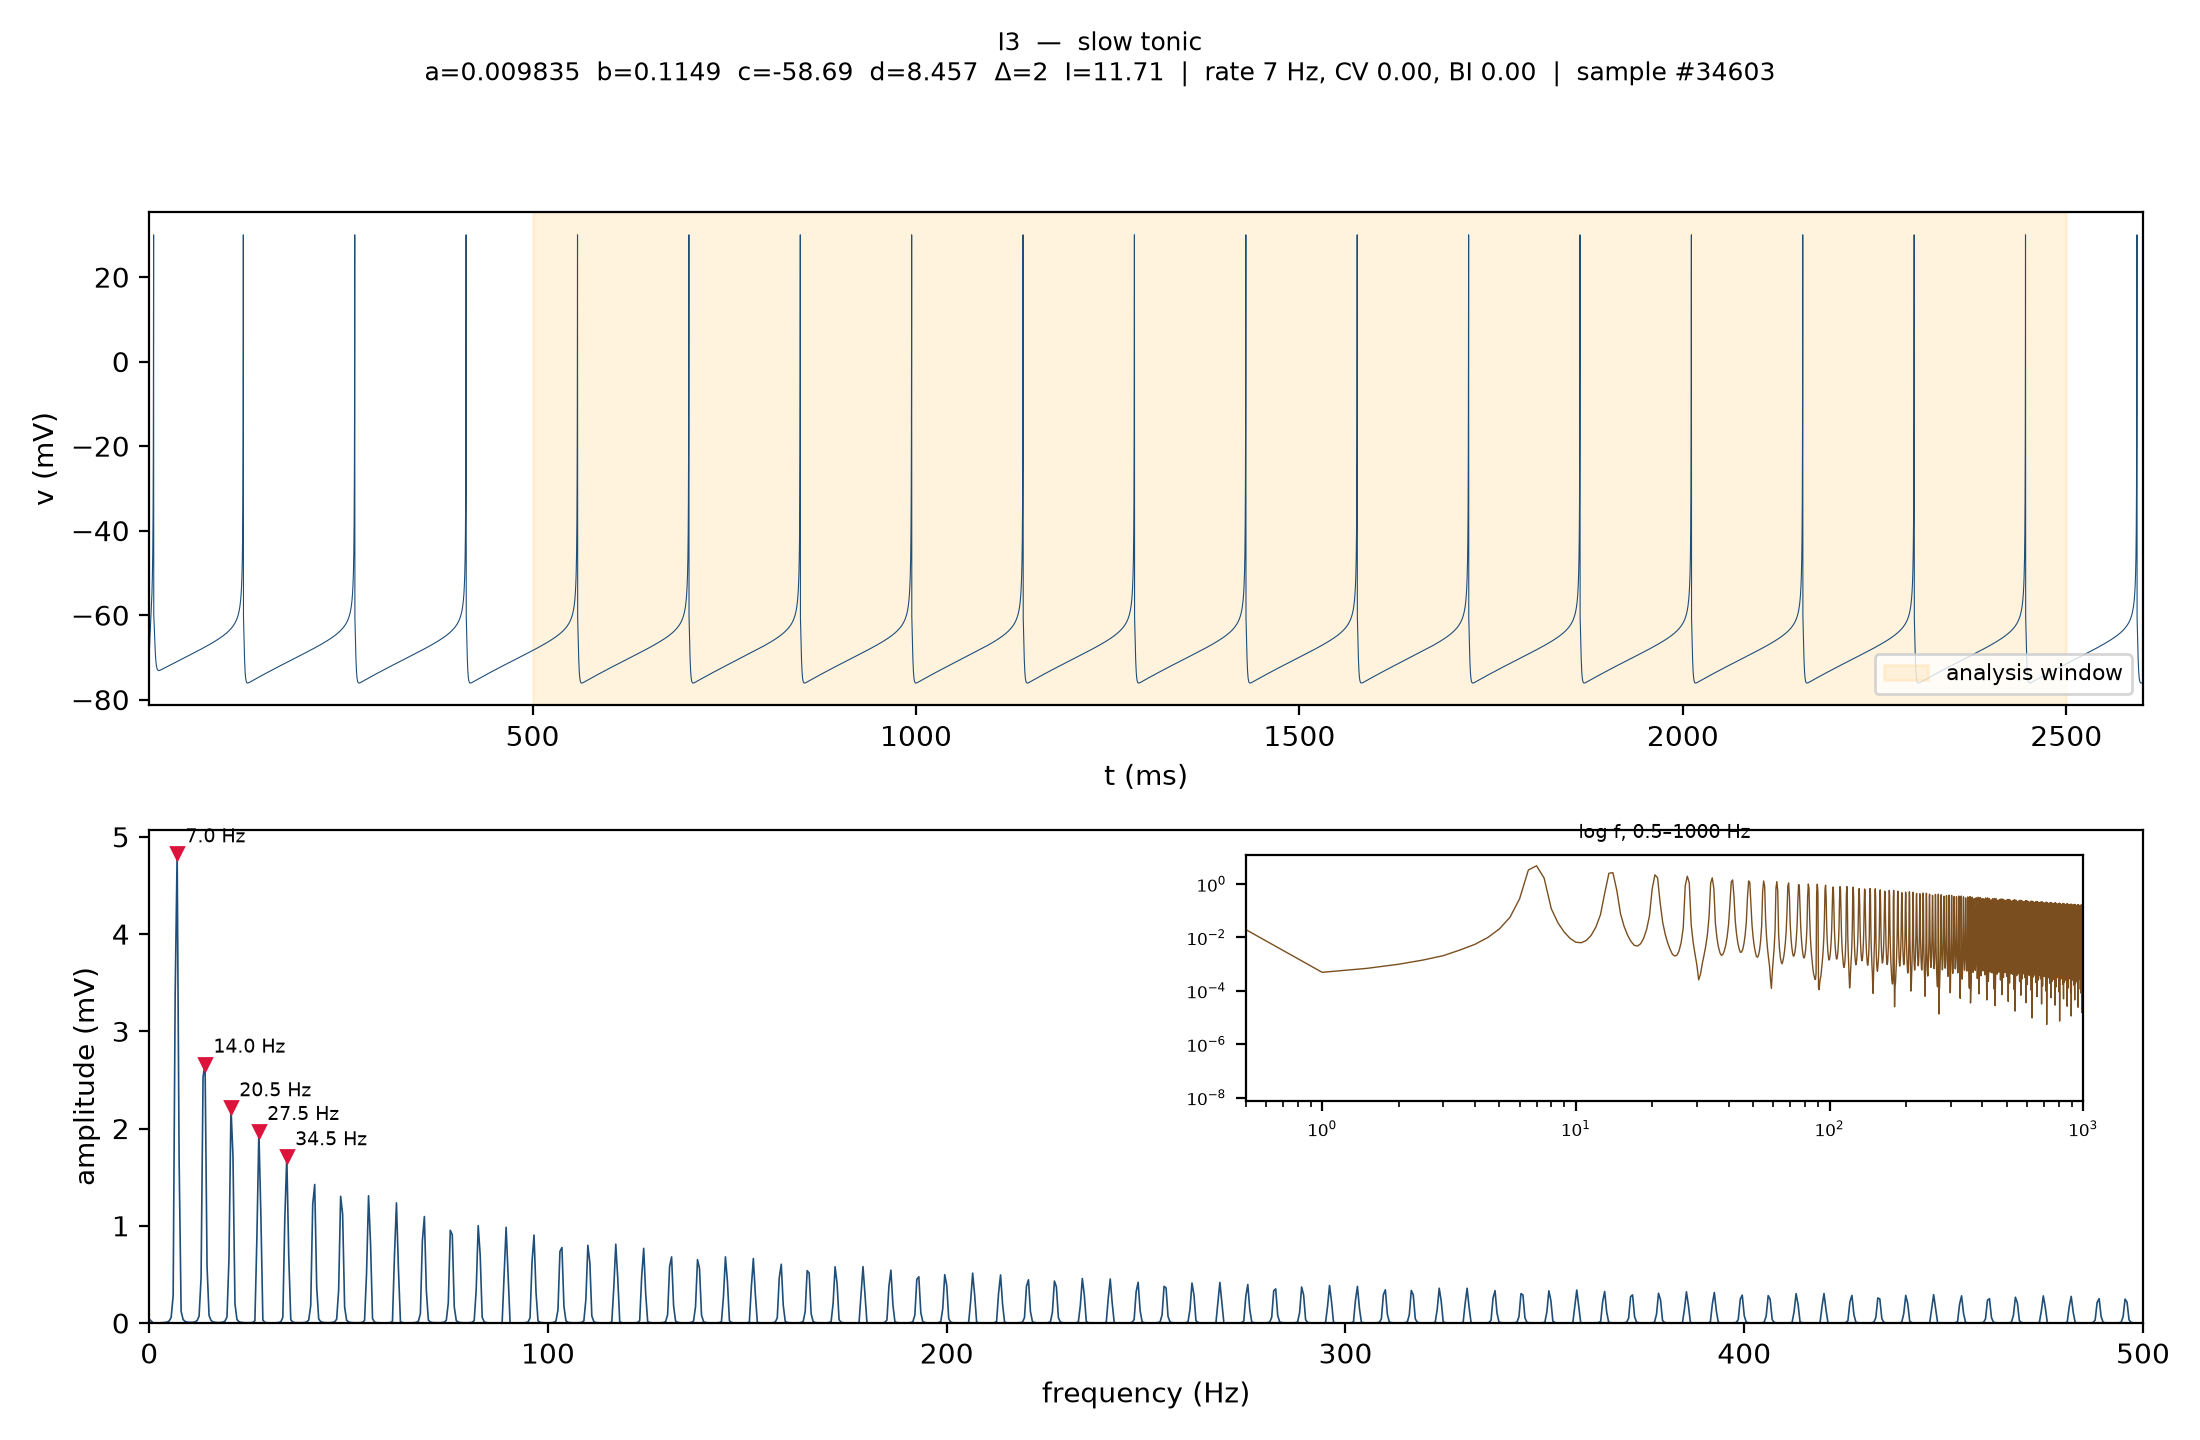 I3  —  slow tonic
a=0.009835  b=0.1149  c=-58.69  d=8.457  Δ=2  I=11.71  |  rate 7 Hz, CV 0.00, BI 0.00  |  sample #34603
20
0
−20
−40
−60
−80
v (mV)
analysis window
500
1000
1500
2000
2500
t (ms)
5
4
3
2
1
0
amplitude (mV)
7.0 Hz
14.0 Hz
20.5 Hz
27.5 Hz
34.5 Hz
log f, 0.5–1000 Hz
10⁰
10⁻²
10⁻⁴
10⁻⁶
10⁻⁸
10⁰
10¹
10²
10³
0
100
200
300
400
500
frequency (Hz)